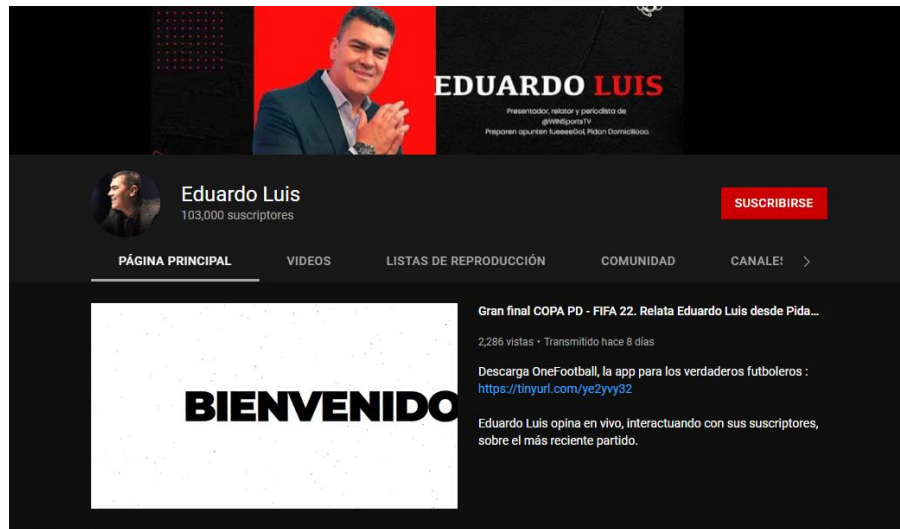 EDUARDO LUIS
Presentador, relator y periodista de
@WINSportsTV
Preparen apunten fueeeeGol, Pidan Domiciliooo.
Eduardo Luis
103,000 suscriptores
SUSCRIBIRSE
PÁGINA PRINCIPAL VIDEOS LISTAS DE REPRODUCCIÓN COMUNIDAD CANALES
BIENVENIDO
Gran final COPA PD - FIFA 22. Relata Eduardo Luis desde Pida...
2,286 vistas • Transmitido hace 8 días
Descarga OneFootball, la app para los verdaderos futboleros :
https://tinyurl.com/ye2yvy32
Eduardo Luis opina en vivo, interactuando con sus suscriptores,
sobre el más reciente partido.